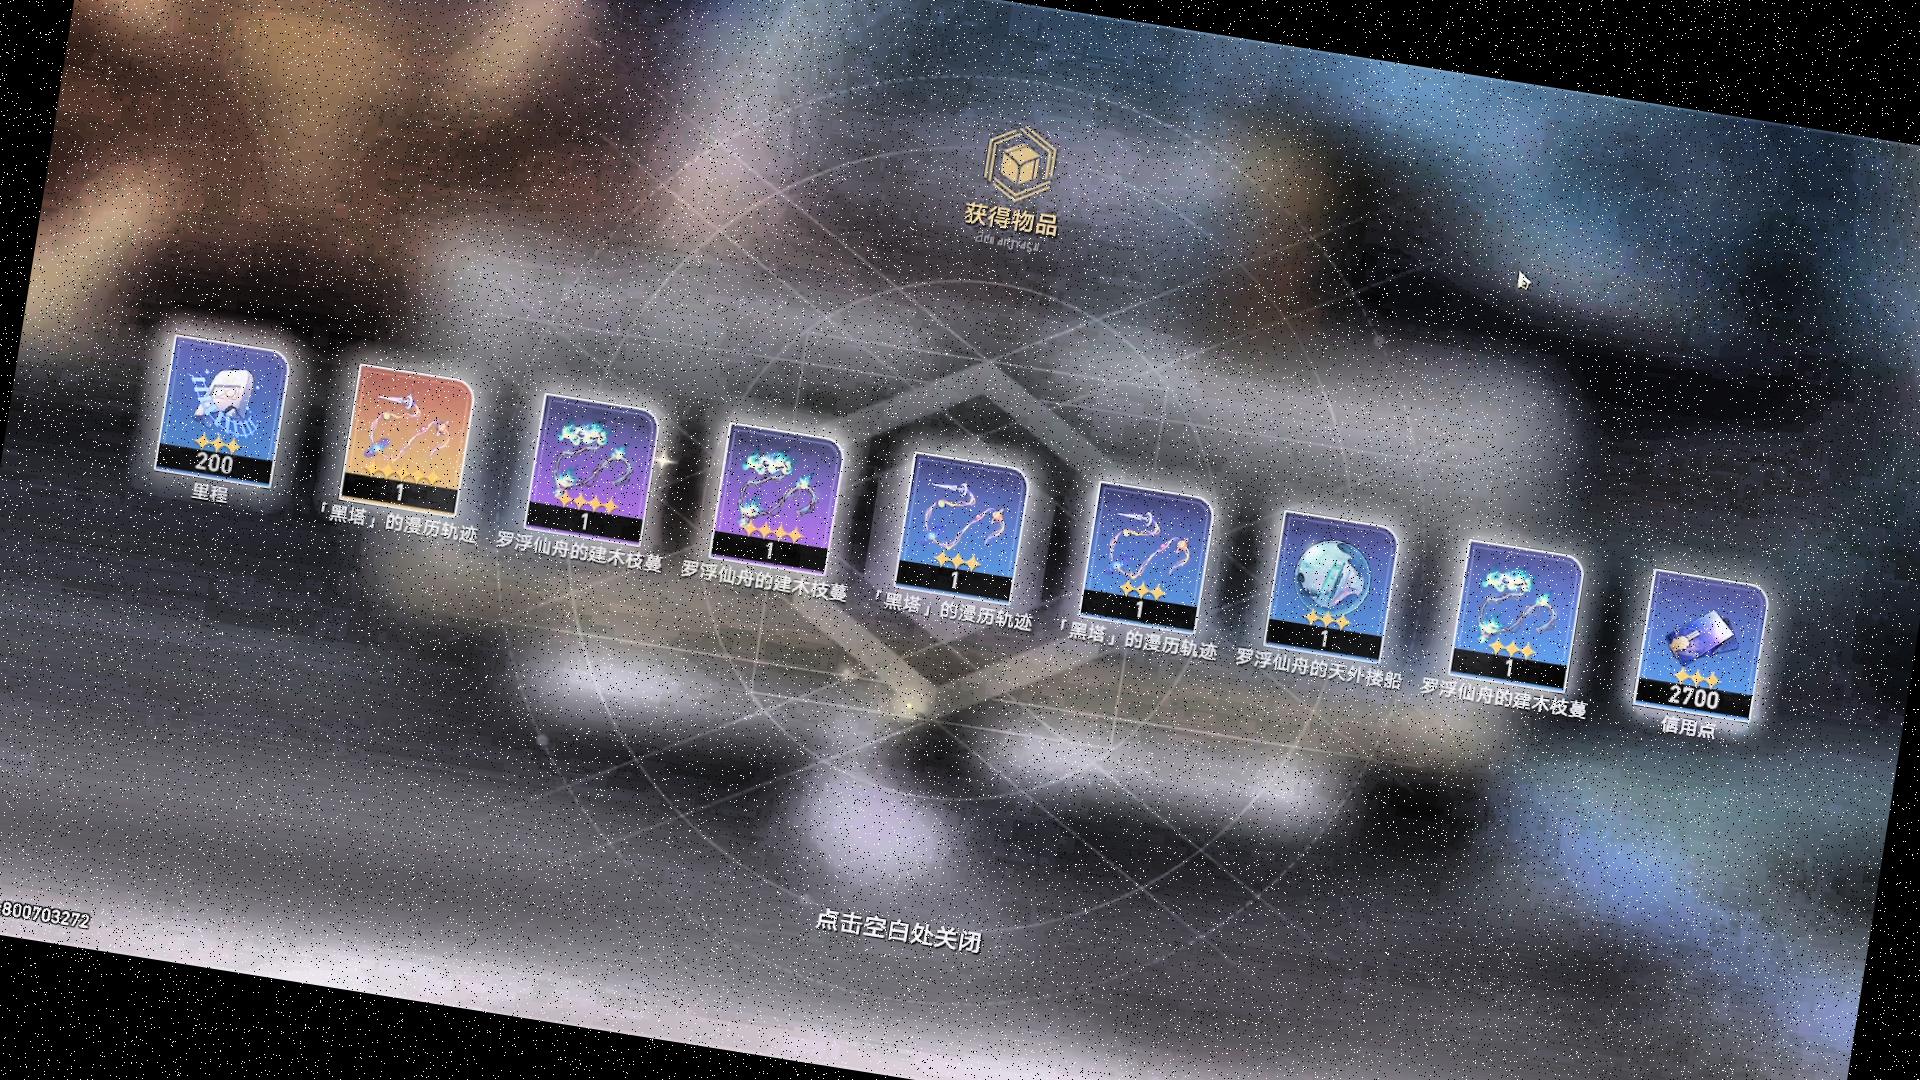 获得物品
200
里程
1
「黑塔」的漫历轨迹
1
罗浮仙舟的建木枝蔓
1
罗浮仙舟的建木枝蔓
1
「黑塔」的漫历轨迹
1
「黑塔」的漫历轨迹
1
罗浮仙舟的天外楼船
1
罗浮仙舟的建木枝蔓
2700
信用点
点击空白处关闭
800703272